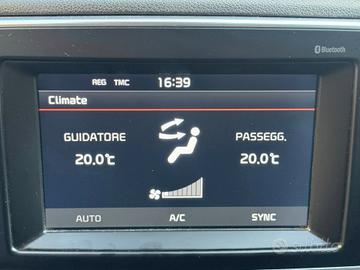 Bluetooth
REG TMC 16:39
Climate
GUIDATORE PASSEGG.
20.0°C 20.0°C
AUTO A/C SYNC